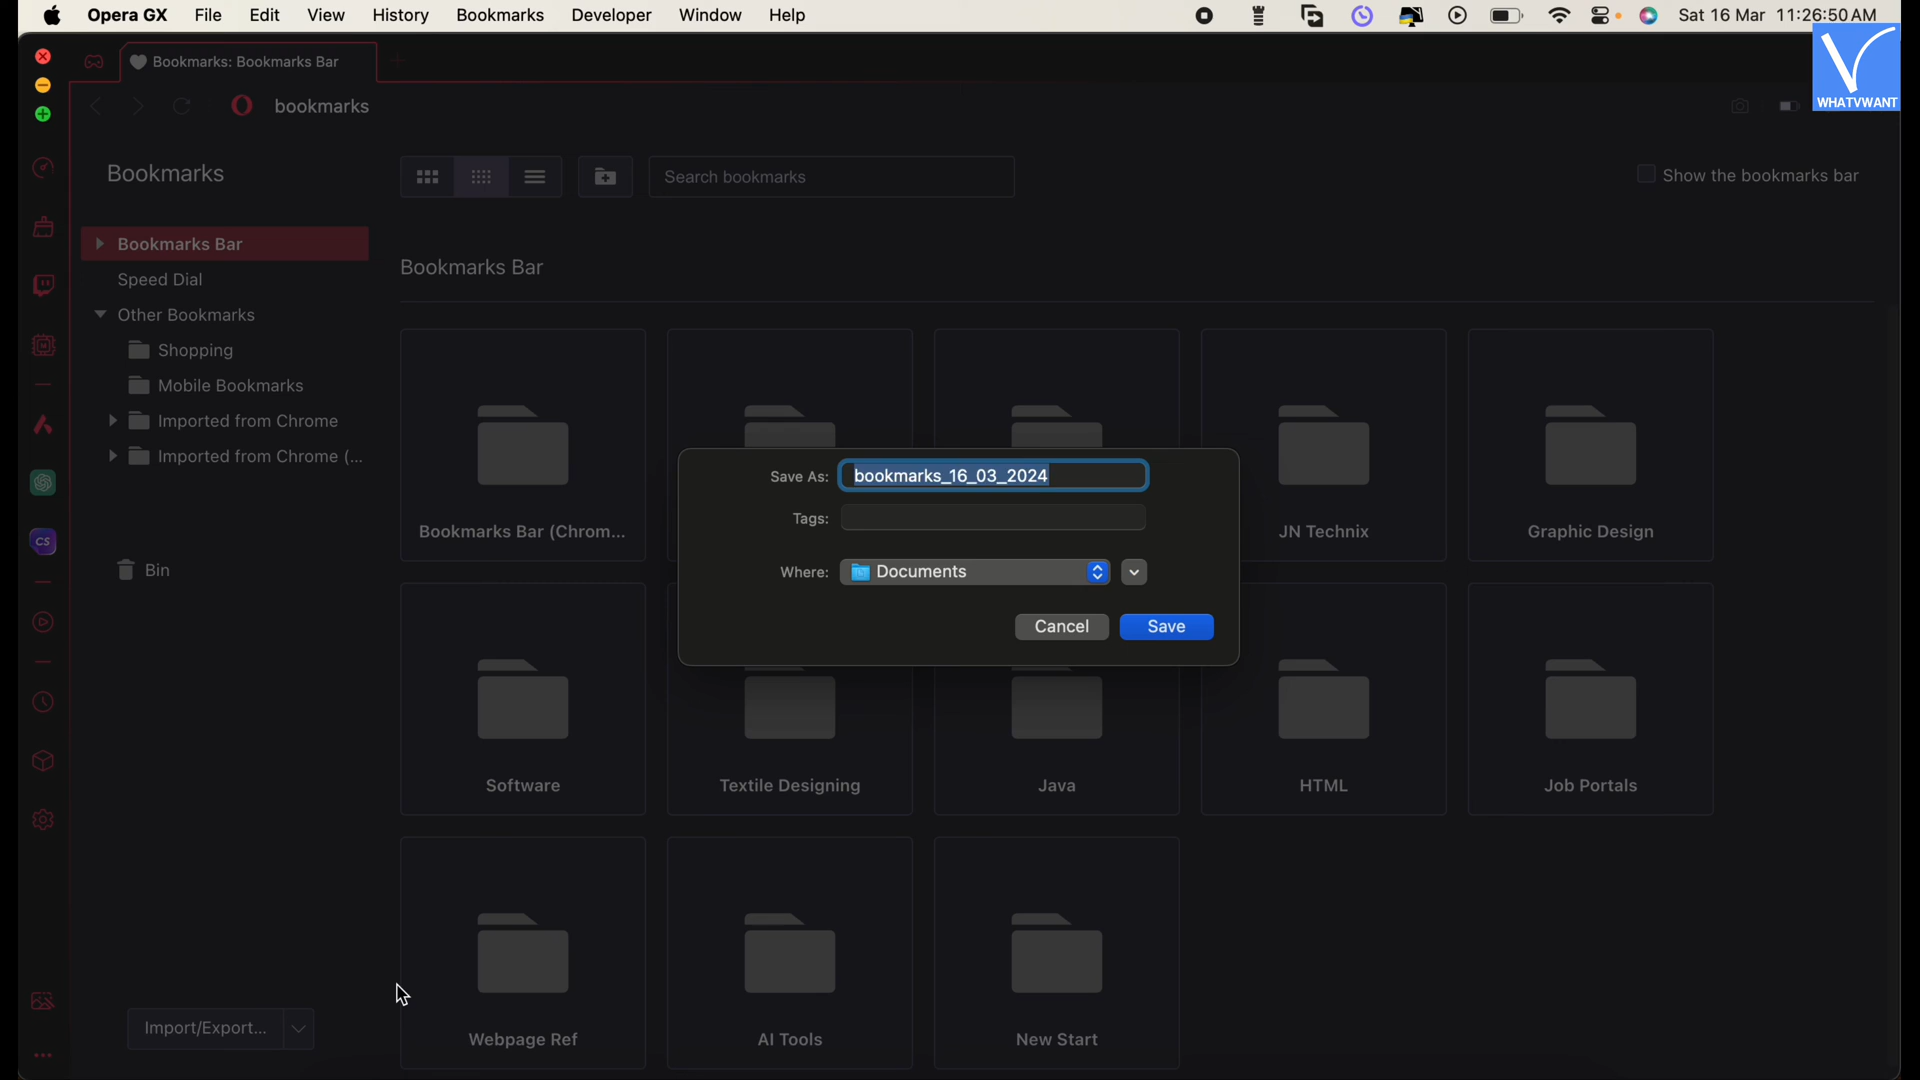 Opera GX File Edit View History Bookmarks Developer Window Help Sat 16 Mar 11:26:50 AM
WHATVWANT
Bookmarks: Bookmarks Bar
bookmarks
Bookmarks
Search bookmarks
Show the bookmarks bar
Bookmarks Bar
Speed Dial
Other Bookmarks
Shopping
Mobile Bookmarks
Imported from Chrome
Imported from Chrome (...
CS
Bin
Import/Export...
Bookmarks Bar
Bookmarks Bar (Chrom...
JN Technix
Graphic Design
Save As: bookmarks_16_03_2024
Tags:
Where: Documents
Cancel
Save
Software
Textile Designing
Java
HTML
Job Portals
Webpage Ref
AI Tools
New Start